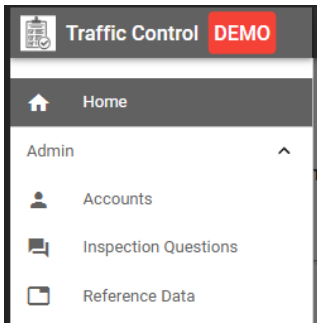 Traffic Control DEMO
Home
Admin
Accounts
Inspection Questions
Reference Data